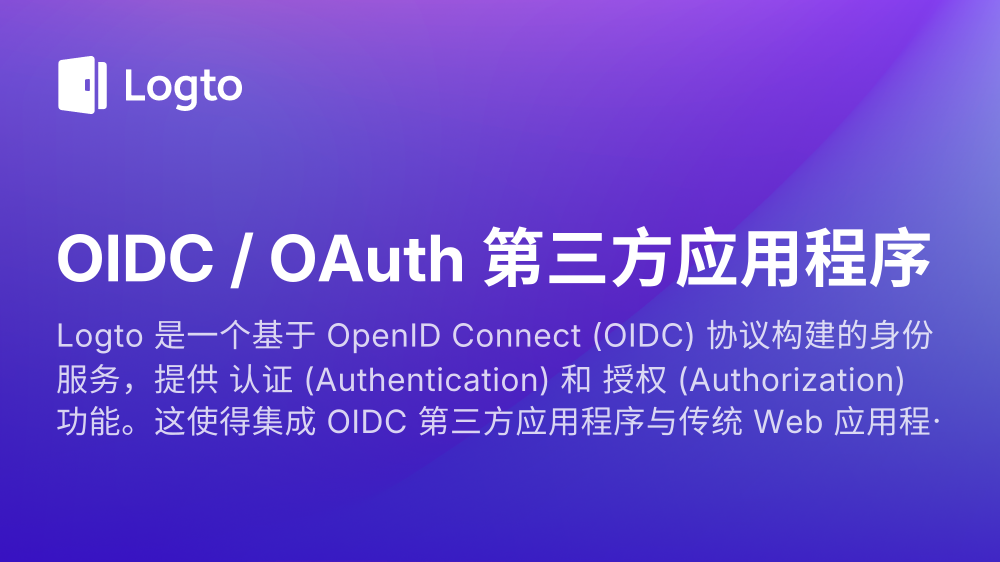 Logto
OIDC / OAuth 第三方应用程序
Logto 是一个基于 OpenID Connect (OIDC) 协议构建的身份
服务，提供 认证 (Authentication) 和 授权 (Authorization)
功能。这使得集成 OIDC 第三方应用程序与传统 Web 应用程·